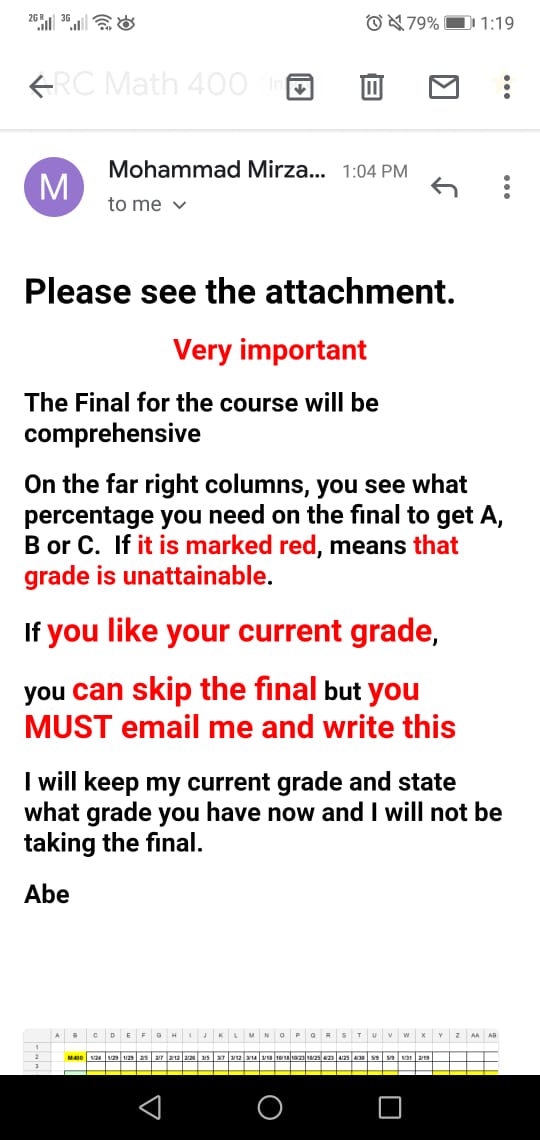 2G R 3G 79% 1:19
RC Math 400
M
Mohammad Mirza... 1:04 PM
to me
Please see the attachment.
Very important
The Final for the course will be
comprehensive
On the far right columns, you see what
percentage you need on the final to get A,
B or C. If it is marked red, means that
grade is unattainable.
If you like your current grade,
you can skip the final but you
MUST email me and write this
I will keep my current grade and state
what grade you have now and I will not be
taking the final.
Abe
A B C D E F G H I J K L M N O P Q R S T U V W X Y Z AA AB
1
2 M400 1/24 1/29 1/29 2/5 2/7 2/12 2/26 3/5 3/7 3/12 3/14 3/18 10/18 10/23 10/25 4/23 4/25 4/30 5/9 5/9 1/31 2/19
3